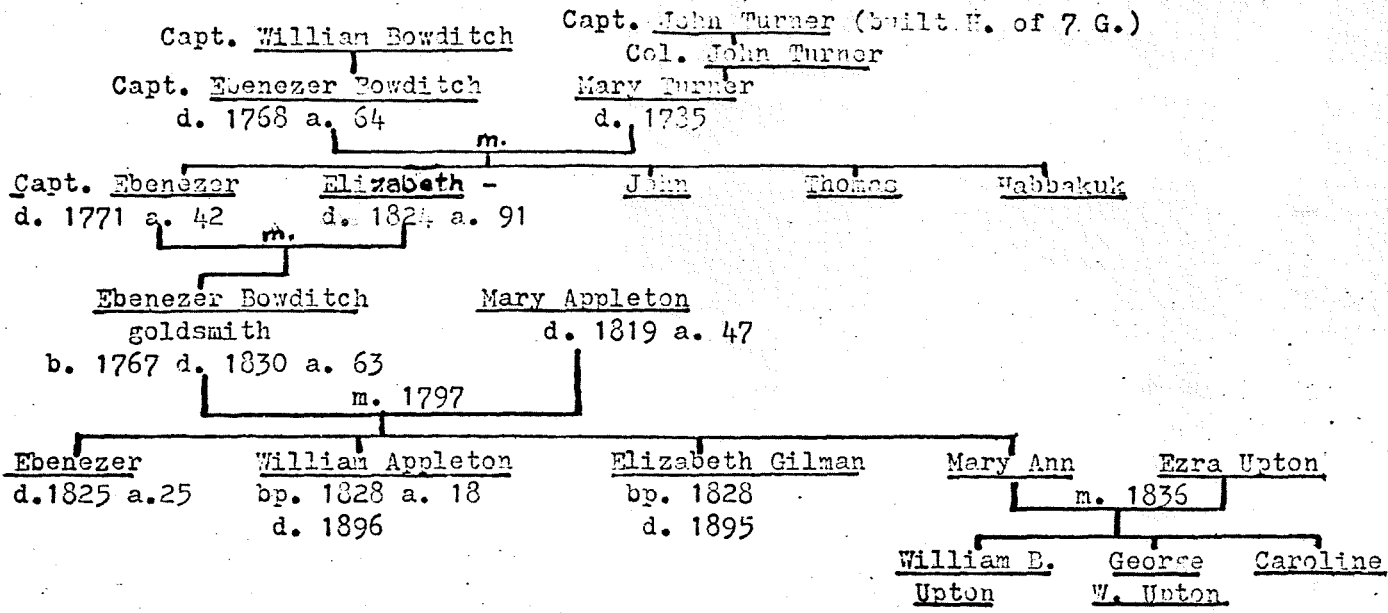 Capt. John Turner (built H. of 7 G.)
Capt. William Bowditch
Col. John Turner
Capt. Ebenezer Bowditch Mary Turner
d. 1768 a. 64 d. 1735
m.
Capt. Ebenezer Elizabeth - John Thomas Habbakuk
d. 1771 a. 42 d. 1824 a. 91
m.
Ebenezer Bowditch Mary Appleton
goldsmith d. 1819 a. 47
b. 1767 d. 1830 a. 63
m. 1797
Ebenezer William Appleton Elizabeth Gilman Mary Ann Ezra Upton
d.1825 a.25 bp. 1828 a. 18 bp. 1828 m. 1836
d. 1896 d. 1895
William B. George Caroline
Upton W. Upton